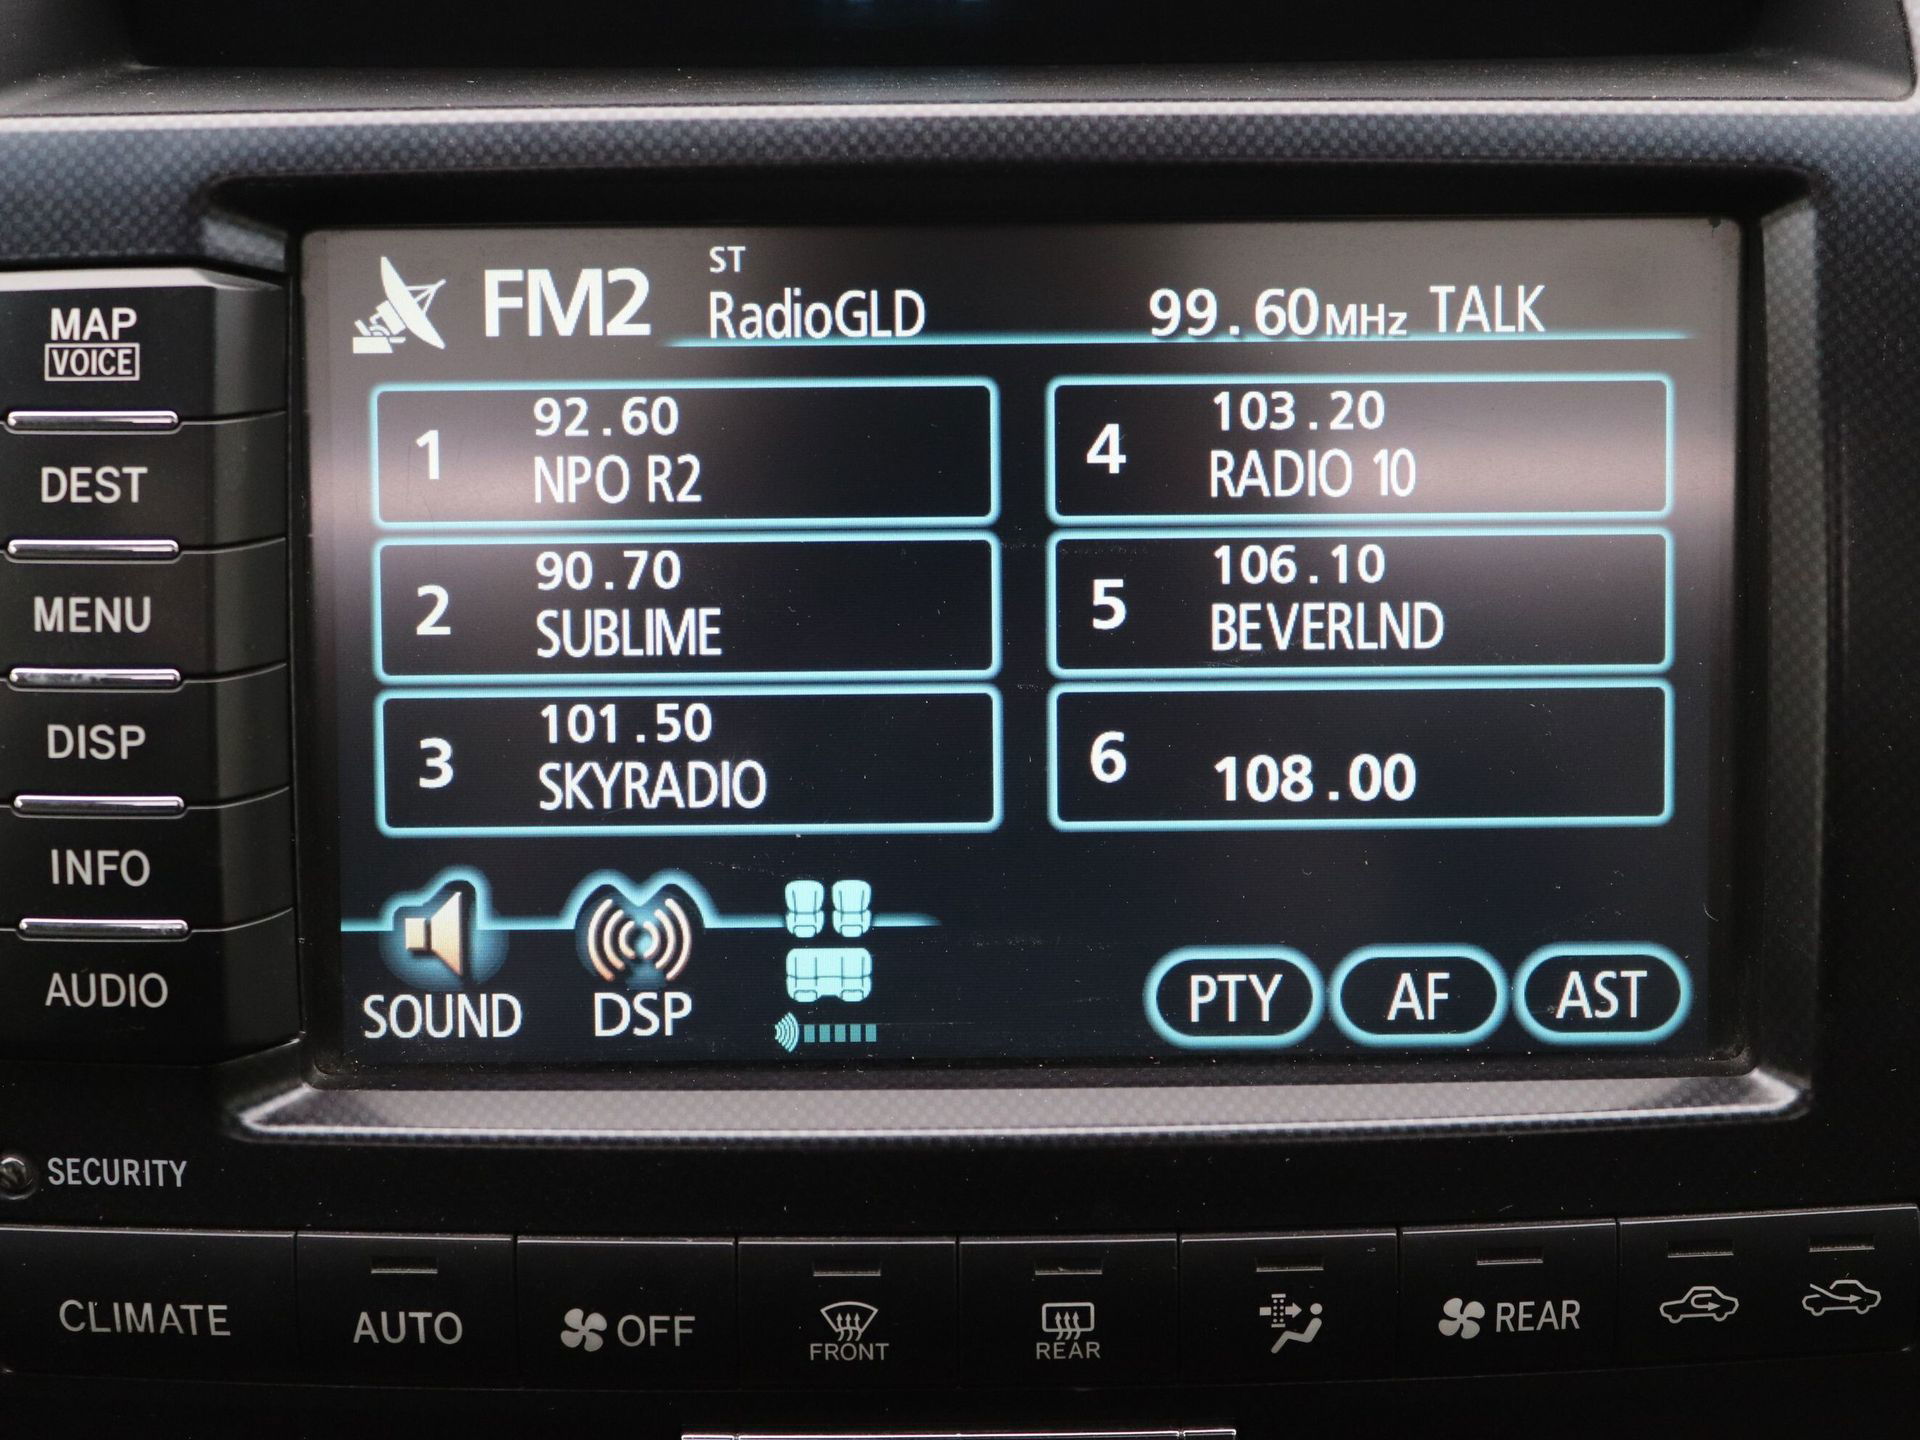 ST
FM2 RadioGLD 99.60MHz TALK
1 92.60
NPO R2
2 90.70
SUBLIME
3 101.50
SKYRADIO
4 103.20
RADIO 10
5 106.10
BEVERLND
6 108.00
SOUND
DSP
PTY
AF
AST
MAP
VOICE
DEST
MENU
DISP
INFO
AUDIO
SECURITY
CLIMATE
AUTO
OFF
FRONT
REAR
REAR